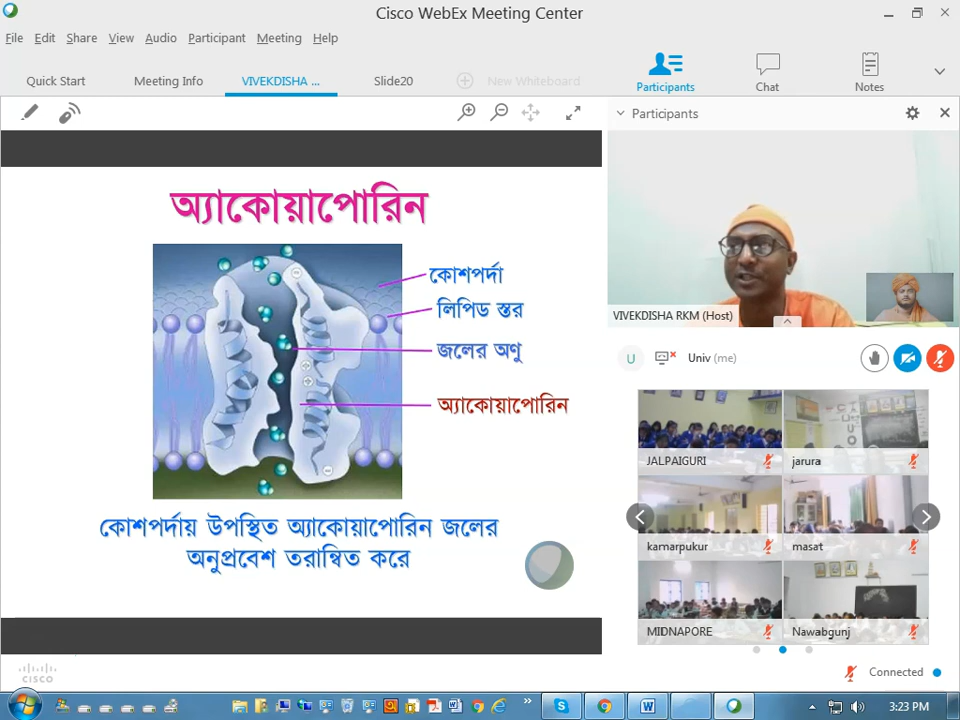 Cisco WebEx Meeting Center
File Edit Share View Audio Participant Meeting Help
Quick Start Meeting Info VIVEKDISHA ... Slide20 New Whiteboard
Participants Chat Notes
Participants
অ্যাকোয়াপোরিন
কোশপর্দা
লিপিড স্তর
জলের অণু
অ্যাকোয়াপোরিন
কোশপর্দায় উপস্থিত অ্যাকোয়াপোরিন জলের
অনুপ্রবেশ তরান্বিত করে
VIVEKDISHA RKM (Host)
U Univ (me)
JALPAIGURI jarura
kamarpukur masat
MIDNAPORE Nawabgunj
CISCO
Connected
3:23 PM